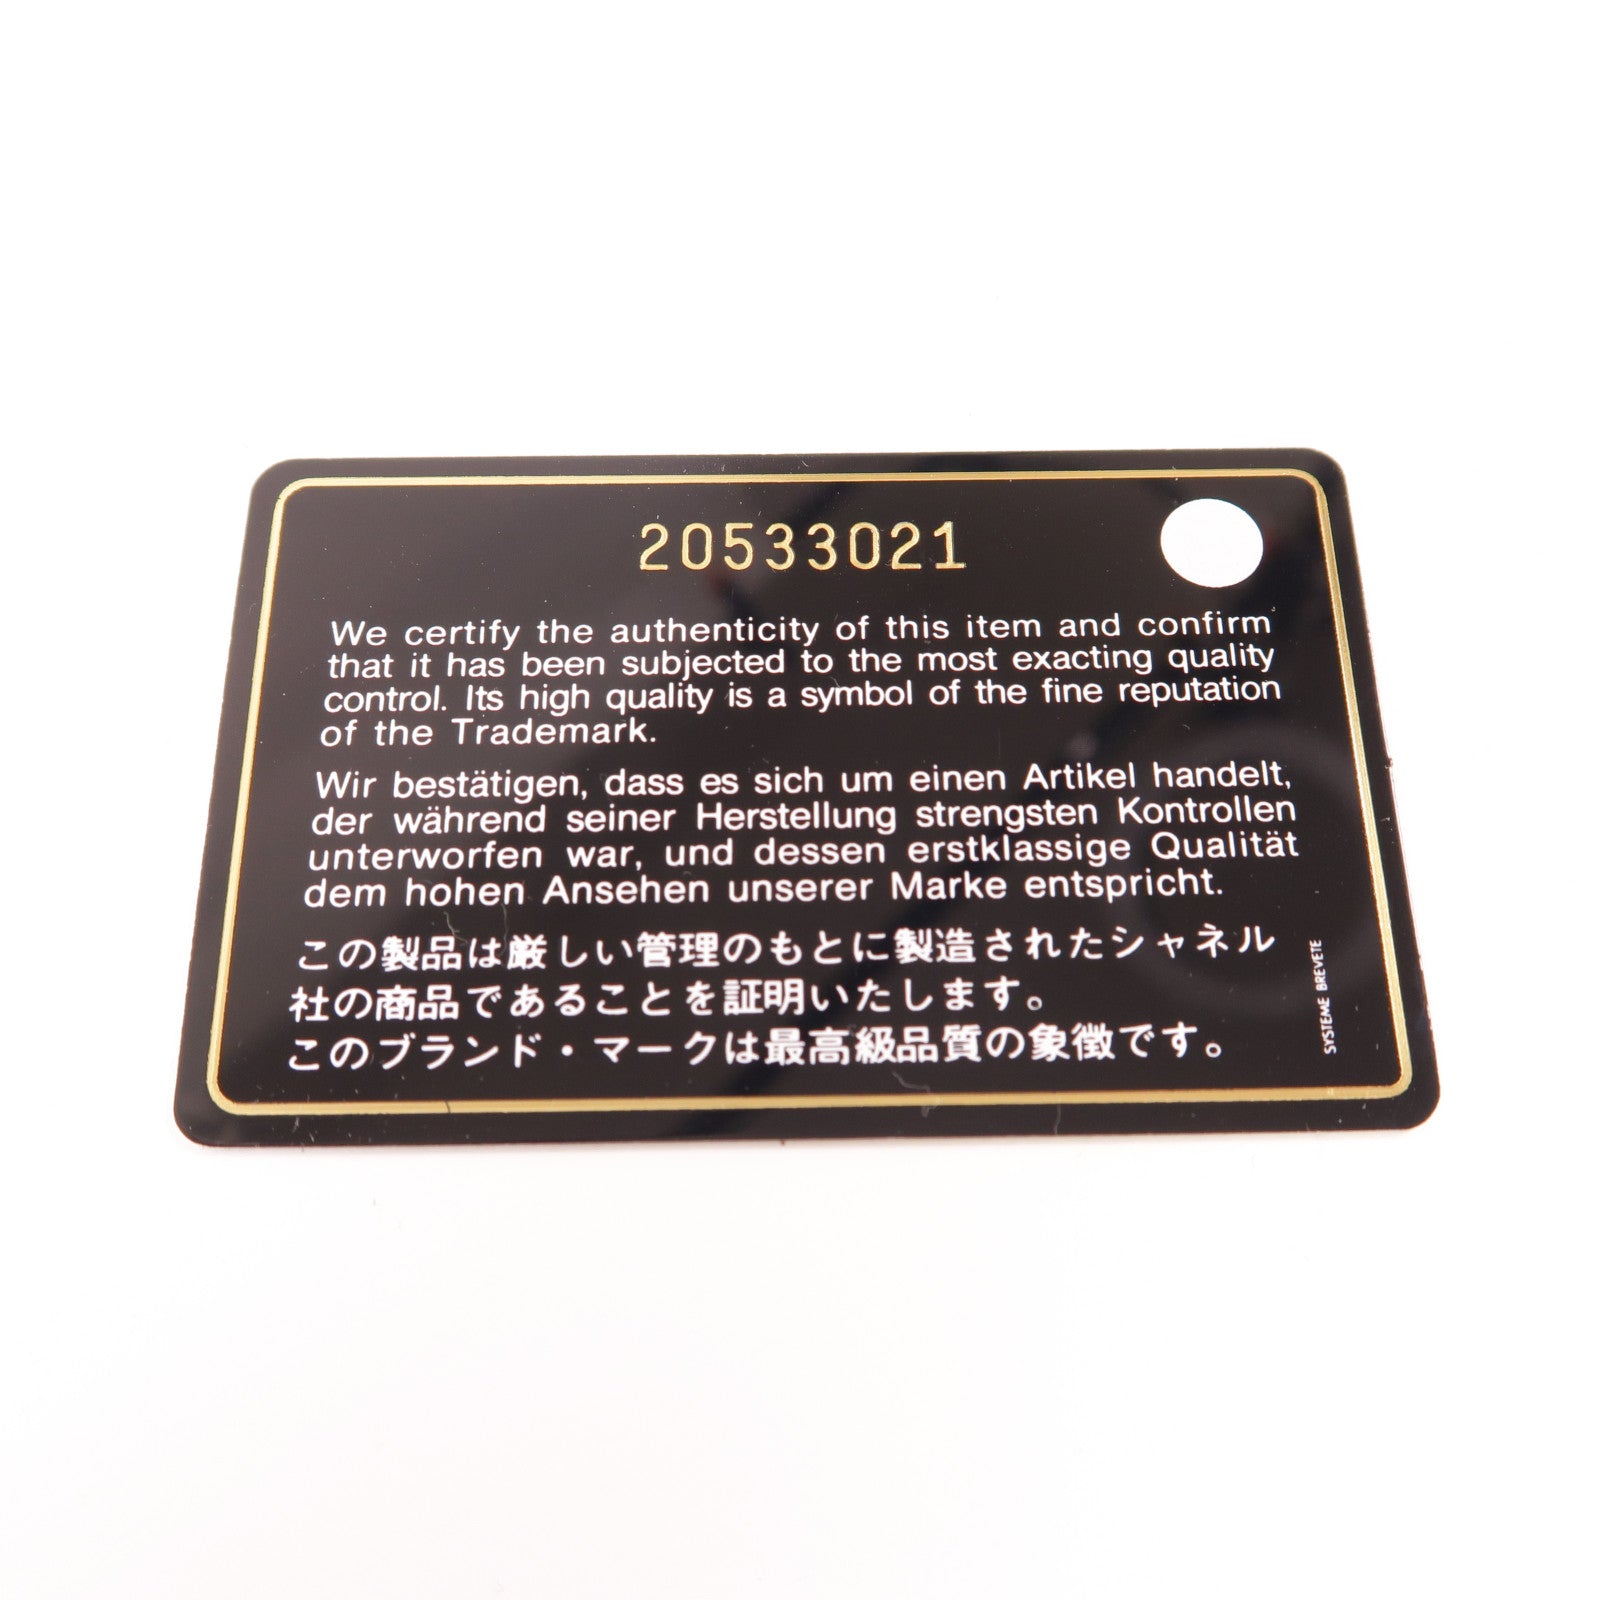 20533021
We certify the authenticity of this item and confirm
that it has been subjected to the most exacting quality
control. Its high quality is a symbol of the fine reputation
of the Trademark.
Wir bestätigen, dass es sich um einen Artikel handelt,
der während seiner Herstellung strengsten Kontrollen
unterworfen war, und dessen erstklassige Qualität
dem hohen Ansehen unserer Marke entspricht.
この製品は厳しい管理のもとに製造されたシャネル
社の商品であることを証明いたします。
このブランド・マークは最高級品質の象徴です。
SYSTEME BREVETE